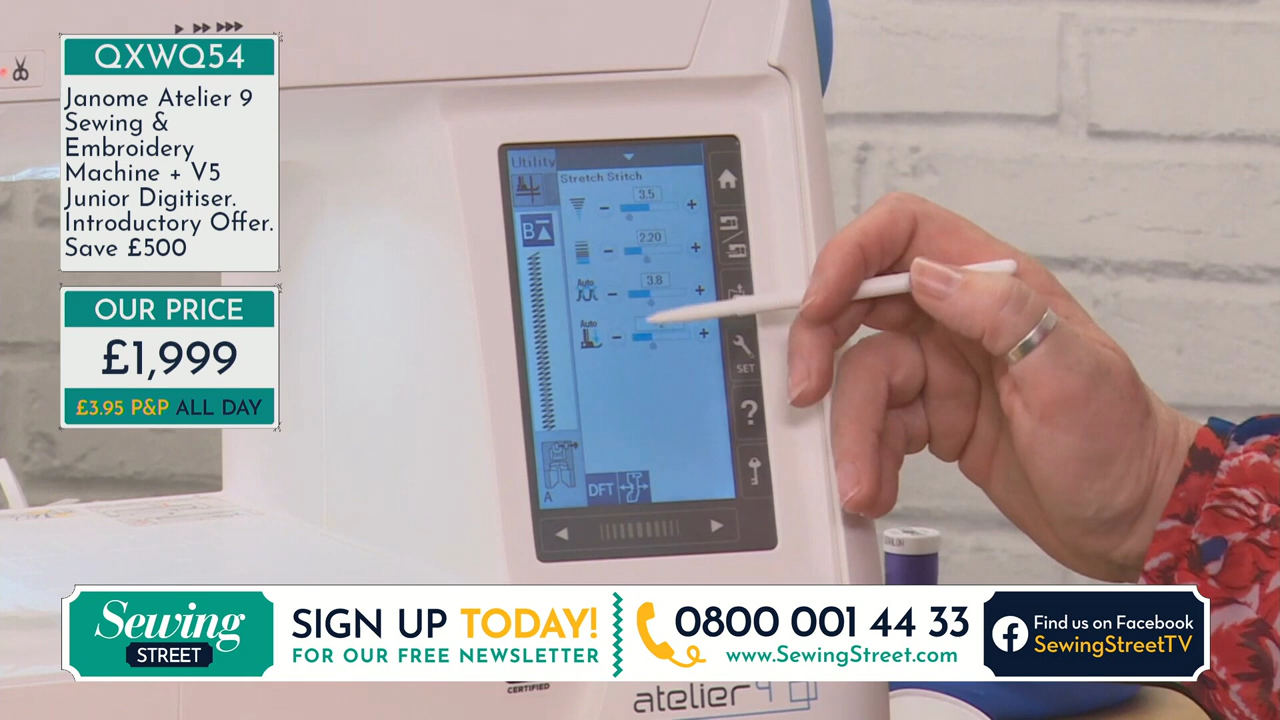 QXWQ54
Janome Atelier 9
Sewing &
Embroidery
Machine + V5
Junior Digitiser.
Introductory Offer.
Save £500
OUR PRICE
£1,999
£3.95 P&P ALL DAY
Utility
Stretch Stitch
3.5
2.20
B
Auto
3.8
Auto
SET
?
A
DFT
Sewing
STREET
SIGN UP TODAY!
FOR OUR FREE NEWSLETTER
0800 001 44 33
www.SewingStreet.com
Find us on Facebook
SewingStreetTV
CERTIFIED
atelier 9